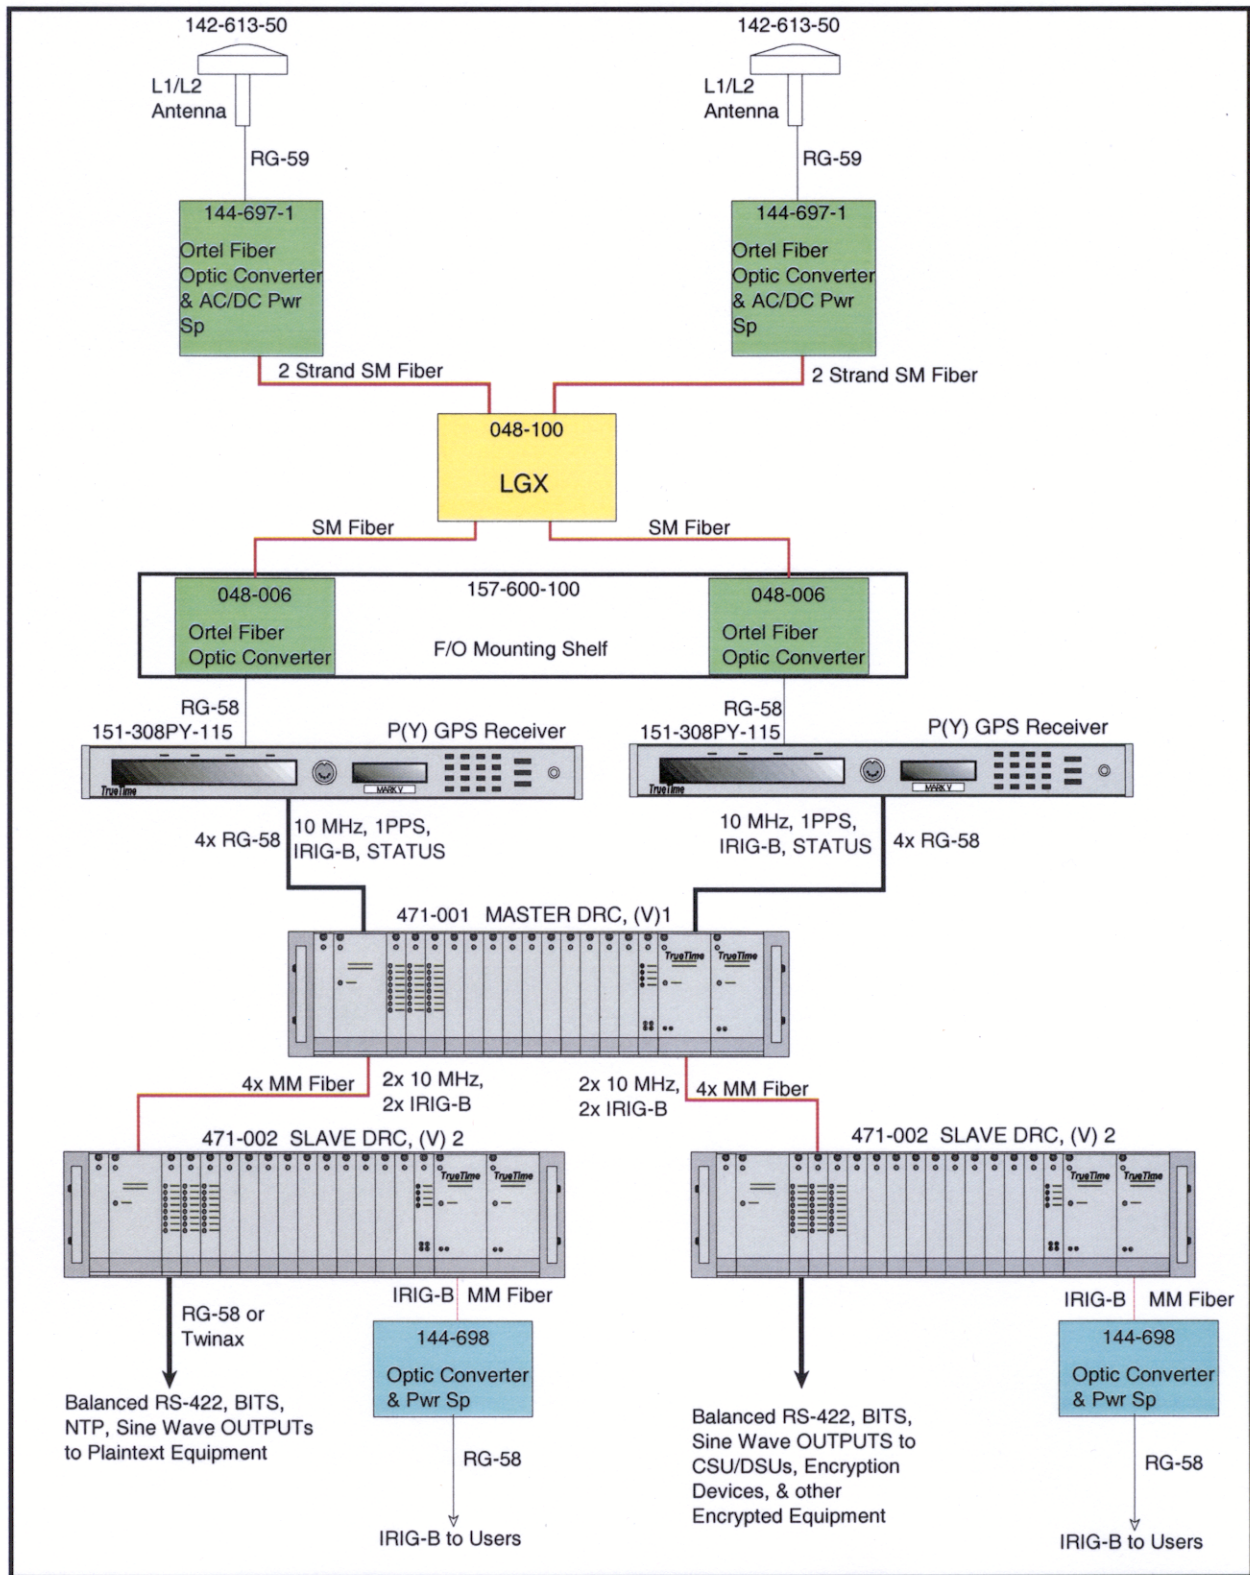 142-613-50
142-613-50
L1/L2
Antenna
L1/L2
Antenna
RG-59
RG-59
144-697-1
Ortel Fiber
Optic Converter
& AC/DC Pwr
Sp
144-697-1
Ortel Fiber
Optic Converter
& AC/DC Pwr
Sp
2 Strand SM Fiber
2 Strand SM Fiber
048-100
LGX
SM Fiber
SM Fiber
048-006
Ortel Fiber
Optic Converter
157-600-100
F/O Mounting Shelf
048-006
Ortel Fiber
Optic Converter
RG-58
151-308PY-115
P(Y) GPS Receiver
TrueTime
MARK V
RG-58
151-308PY-115
P(Y) GPS Receiver
TrueTime
MARK V
4x RG-58
10 MHz, 1PPS,
IRIG-B, STATUS
10 MHz, 1PPS,
IRIG-B, STATUS
4x RG-58
471-001 MASTER DRC, (V)1
TrueTime
TrueTime
4x MM Fiber
2x 10 MHz,
2x IRIG-B
2x 10 MHz,
2x IRIG-B
4x MM Fiber
471-002 SLAVE DRC, (V) 2
TrueTime
TrueTime
471-002 SLAVE DRC, (V) 2
TrueTime
TrueTime
RG-58 or
Twinax
IRIG-B
MM Fiber
144-698
Optic Converter
& Pwr Sp
IRIG-B
MM Fiber
144-698
Optic Converter
& Pwr Sp
Balanced RS-422, BITS,
NTP, Sine Wave OUTPUTs
to Plaintext Equipment
RG-58
IRIG-B to Users
Balanced RS-422, BITS,
Sine Wave OUTPUTS to
CSU/DSUs, Encryption
Devices, & other
Encrypted Equipment
RG-58
IRIG-B to Users